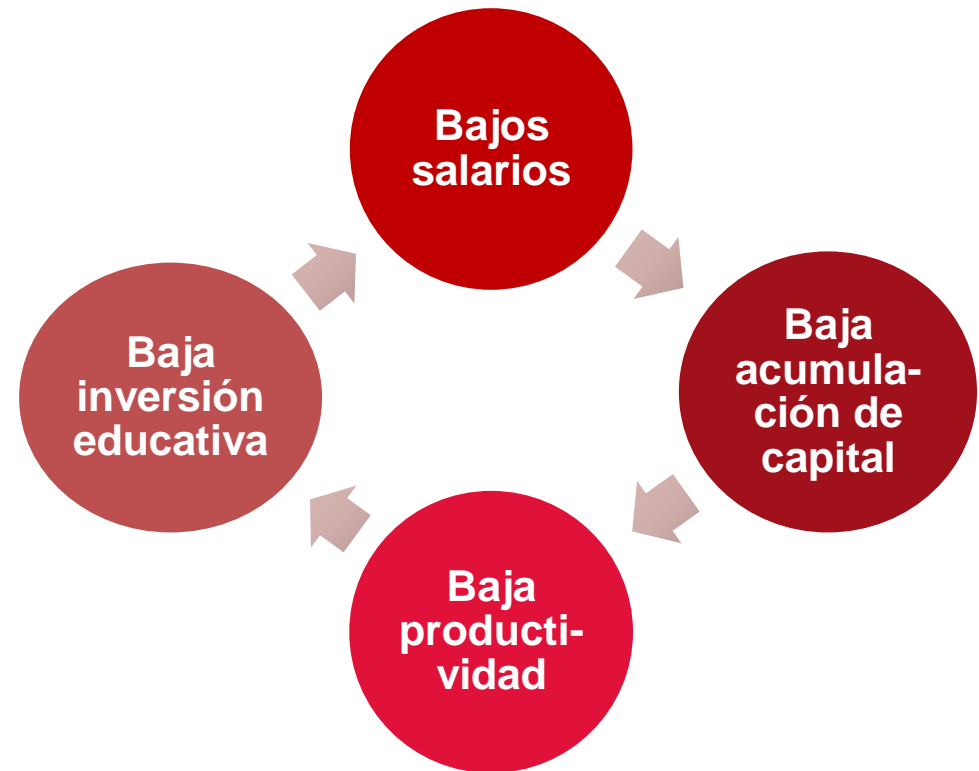 Bajos
salarios
Baja
acumula-
ción de
capital
Baja
producti-
vidad
Baja
inversión
educativa